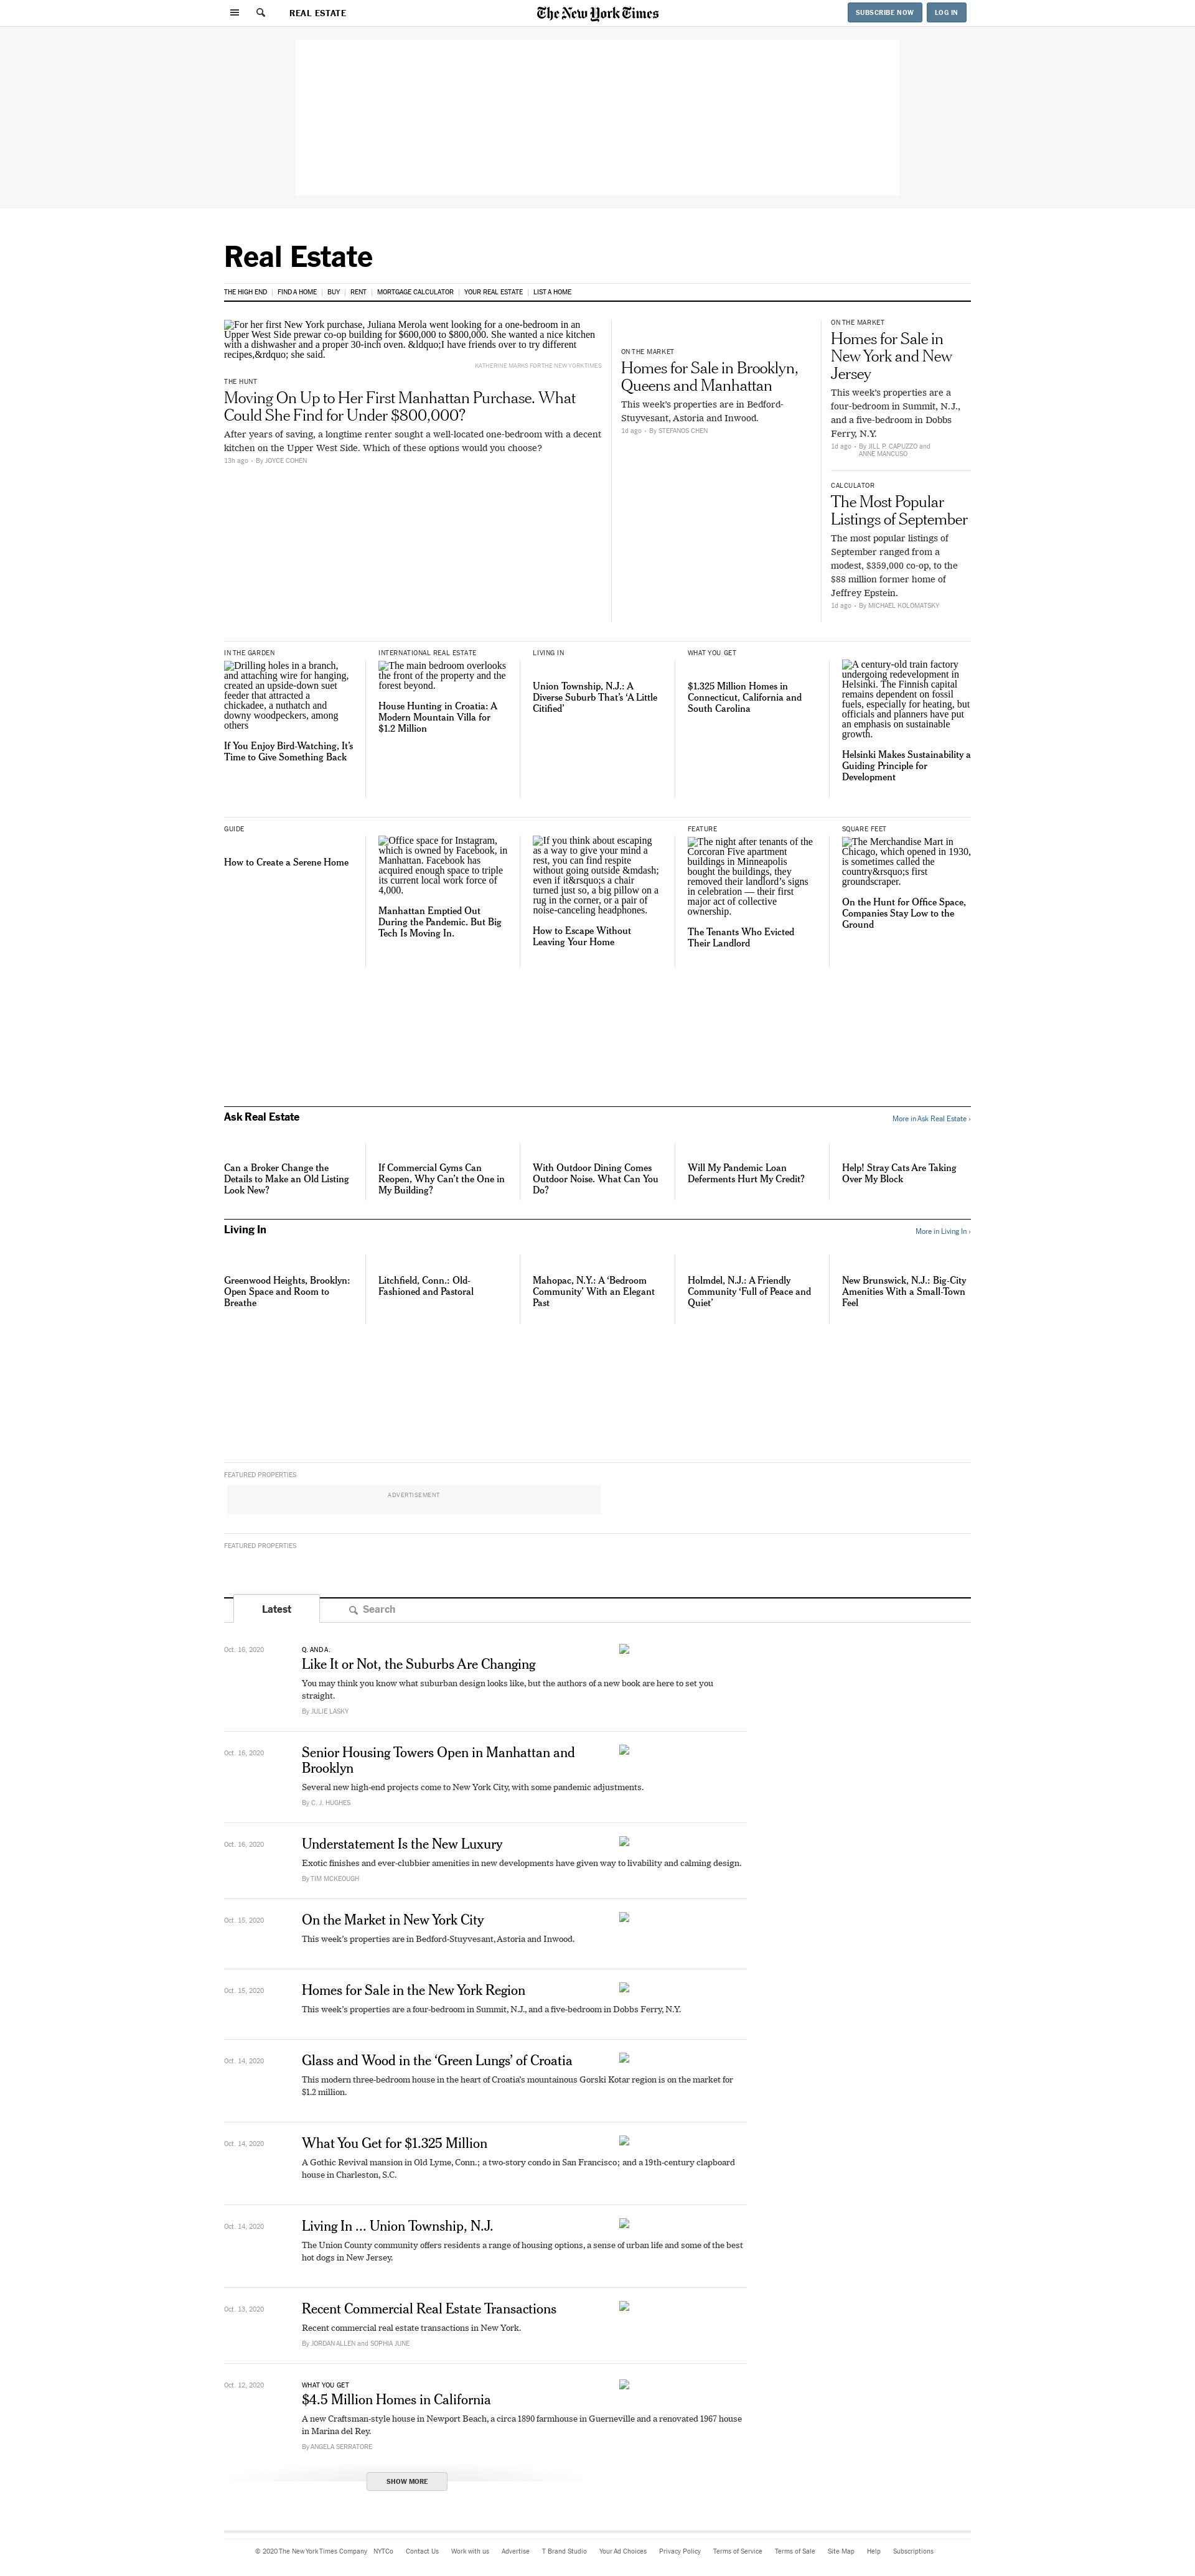 REAL ESTATE
The New York Times
SUBSCRIBE NOW
LOG IN
Real Estate
THE HIGH END | FIND A HOME | BUY | RENT | MORTGAGE CALCULATOR | YOUR REAL ESTATE | LIST A HOME
For her first New York purchase, Juliana Merola went looking for a one-bedroom in an
Upper West Side prewar co-op building for $600,000 to $800,000. She wanted a nice kitchen
with a dishwasher and a proper 30-inch oven. &ldquo;I have friends over to try different
recipes,&rdquo; she said.
KATHERINE MARKS FOR THE NEW YORK TIMES
THE HUNT
Moving On Up to Her First Manhattan Purchase. What
Could She Find for Under $800,000?
After years of saving, a longtime renter sought a well-located one-bedroom with a decent
kitchen on the Upper West Side. Which of these options would you choose?
13h ago · By JOYCE COHEN
ON THE MARKET
Homes for Sale in Brooklyn,
Queens and Manhattan
This week's properties are in Bedford-
Stuyvesant, Astoria and Inwood.
1d ago · By STEFANOS CHEN
ON THE MARKET
Homes for Sale in
New York and New
Jersey
This week's properties are a
four-bedroom in Summit, N.J.,
and a five-bedroom in Dobbs
Ferry, N.Y.
1d ago · By JILL P. CAPUZZO and
ANNE MANCUSO
CALCULATOR
The Most Popular
Listings of September
The most popular listings of
September ranged from a
modest, $359,000 co-op, to the
$88 million former home of
Jeffrey Epstein.
1d ago · By MICHAEL KOLOMATSKY
IN THE GARDEN
Drilling holes in a branch,
and attaching wire for hanging,
created an upside-down suet
feeder that attracted a
chickadee, a nuthatch and
downy woodpeckers, among
others
If You Enjoy Bird-Watching, It's
Time to Give Something Back
INTERNATIONAL REAL ESTATE
The main bedroom overlooks
the front of the property and the
forest beyond.
House Hunting in Croatia: A
Modern Mountain Villa for
$1.2 Million
LIVING IN
Union Township, N.J.: A
Diverse Suburb That's ‘A Little
Citified’
WHAT YOU GET
$1.325 Million Homes in
Connecticut, California and
South Carolina
A century-old train factory
undergoing redevelopment in
Helsinki. The Finnish capital
remains dependent on fossil
fuels, especially for heating, but
officials and planners have put
an emphasis on sustainable
growth.
Helsinki Makes Sustainability a
Guiding Principle for
Development
GUIDE
How to Create a Serene Home
Office space for Instagram,
which is owned by Facebook, in
Manhattan. Facebook has
acquired enough space to triple
its current local work force of
4,000.
Manhattan Emptied Out
During the Pandemic. But Big
Tech Is Moving In.
If you think about escaping
as a way to give your mind a
rest, you can find respite
without going outside &mdash;
even if it&rsquo;s a chair
turned just so, a big pillow on a
rug in the corner, or a pair of
noise-canceling headphones.
How to Escape Without
Leaving Your Home
FEATURE
The night after tenants of the
Corcoran Five apartment
buildings in Minneapolis
bought the buildings, they
removed their landlord's signs
in celebration — their first
major act of collective
ownership.
The Tenants Who Evicted
Their Landlord
SQUARE FEET
The Merchandise Mart in
Chicago, which opened in 1930,
is sometimes called the
country&rsquo;s first
groundscraper.
On the Hunt for Office Space,
Companies Stay Low to the
Ground
Ask Real Estate
More in Ask Real Estate ›
Can a Broker Change the
Details to Make an Old Listing
Look New?
If Commercial Gyms Can
Reopen, Why Can't the One in
My Building?
With Outdoor Dining Comes
Outdoor Noise. What Can You
Do?
Will My Pandemic Loan
Deferments Hurt My Credit?
Help! Stray Cats Are Taking
Over My Block
Living In
More in Living In ›
Greenwood Heights, Brooklyn:
Open Space and Room to
Breathe
Litchfield, Conn.: Old-
Fashioned and Pastoral
Mahopac, N.Y.: A ‘Bedroom
Community’ With an Elegant
Past
Holmdel, N.J.: A Friendly
Community ‘Full of Peace and
Quiet’
New Brunswick, N.J.: Big-City
Amenities With a Small-Town
Feel
FEATURED PROPERTIES
ADVERTISEMENT
FEATURED PROPERTIES
Latest
Search
Oct. 16, 2020
Q. AND A.
Like It or Not, the Suburbs Are Changing
You may think you know what suburban design looks like, but the authors of a new book are here to set you
straight.
By JULIE LASKY
Oct. 16, 2020
Senior Housing Towers Open in Manhattan and
Brooklyn
Several new high-end projects come to New York City, with some pandemic adjustments.
By C. J. HUGHES
Oct. 16, 2020
Understatement Is the New Luxury
Exotic finishes and ever-clubbier amenities in new developments have given way to livability and calming design.
By TIM MCKEOUGH
Oct. 15, 2020
On the Market in New York City
This week's properties are in Bedford-Stuyvesant, Astoria and Inwood.
Oct. 15, 2020
Homes for Sale in the New York Region
This week's properties are a four-bedroom in Summit, N.J., and a five-bedroom in Dobbs Ferry, N.Y.
Oct. 14, 2020
Glass and Wood in the ‘Green Lungs’ of Croatia
This modern three-bedroom house in the heart of Croatia's mountainous Gorski Kotar region is on the market for
$1.2 million.
Oct. 14, 2020
What You Get for $1.325 Million
A Gothic Revival mansion in Old Lyme, Conn.; a two-story condo in San Francisco; and a 19th-century clapboard
house in Charleston, S.C.
Oct. 14, 2020
Living In ... Union Township, N.J.
The Union County community offers residents a range of housing options, a sense of urban life and some of the best
hot dogs in New Jersey.
Oct. 13, 2020
Recent Commercial Real Estate Transactions
Recent commercial real estate transactions in New York.
By JORDAN ALLEN and SOPHIA JUNE
Oct. 12, 2020
WHAT YOU GET
$4.5 Million Homes in California
A new Craftsman-style house in Newport Beach, a circa 1890 farmhouse in Guerneville and a renovated 1967 house
in Marina del Rey.
By ANGELA SERRATORE
SHOW MORE
© 2020 The New York Times Company NYTCo Contact Us Work with us Advertise T Brand Studio Your Ad Choices Privacy Policy Terms of Service Terms of Sale Site Map Help Subscriptions